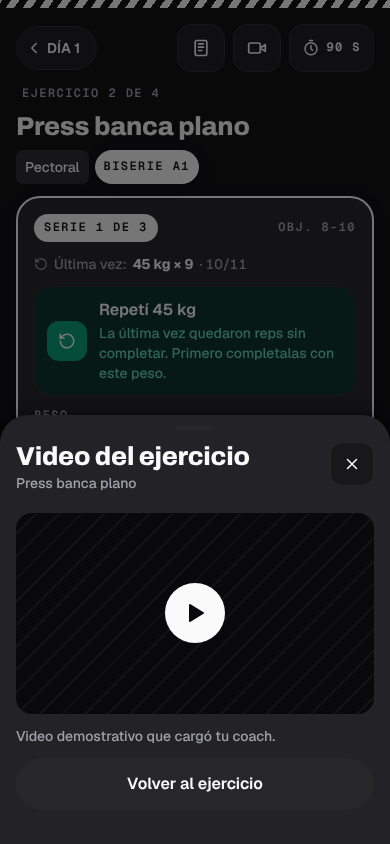 DÍA 1
90 S
EJERCICIO 2 DE 4
Press banca plano
Pectoral
BISERIE A1
SERIE 1 DE 3
OBJ. 8-10
Última vez: 45 kg × 9 · 10/11
Repetí 45 kg
La última vez quedaron reps sin
completar. Primero completalas con
este peso.
PESO
Video del ejercicio
Press banca plano
Video demostrativo que cargó tu coach.
Volver al ejercicio